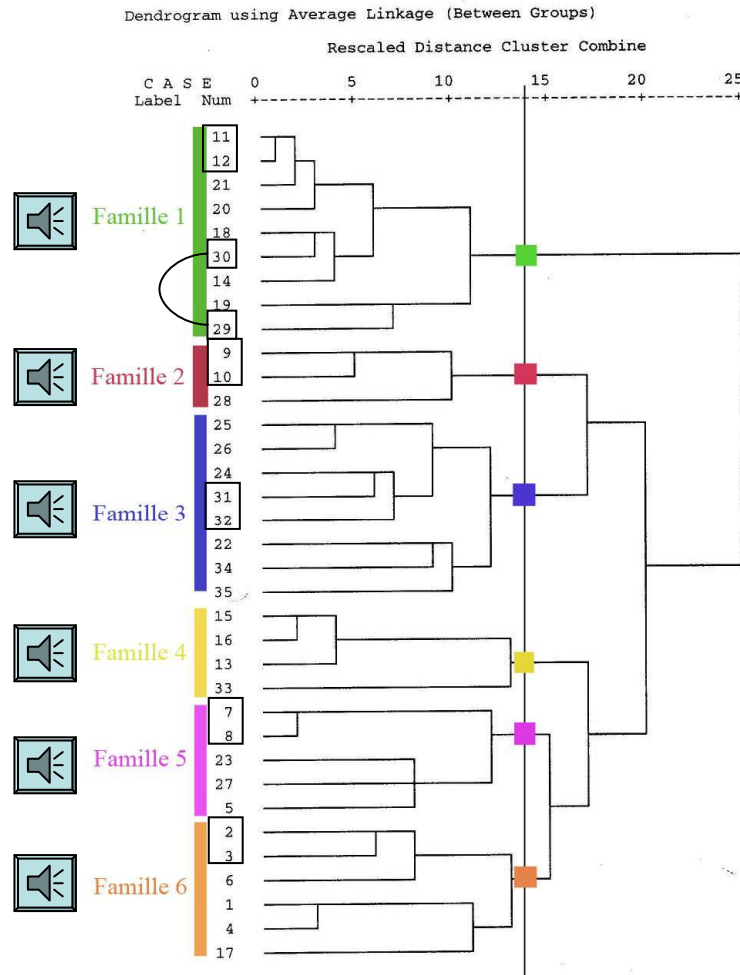 Dendrogram using Average Linkage (Between Groups)
Rescaled Distance Cluster Combine
C A S E 0 5 10 15 20 25
Label Num
11
12
21
Famille 1 20
18
30
14
19
29
9
Famille 2 10
28
25
26
24
31
Famille 3 32
22
34
35
15
16
Famille 4 13
33
7
8
Famille 5 23
27
5
2
3
Famille 6 6
1
4
17